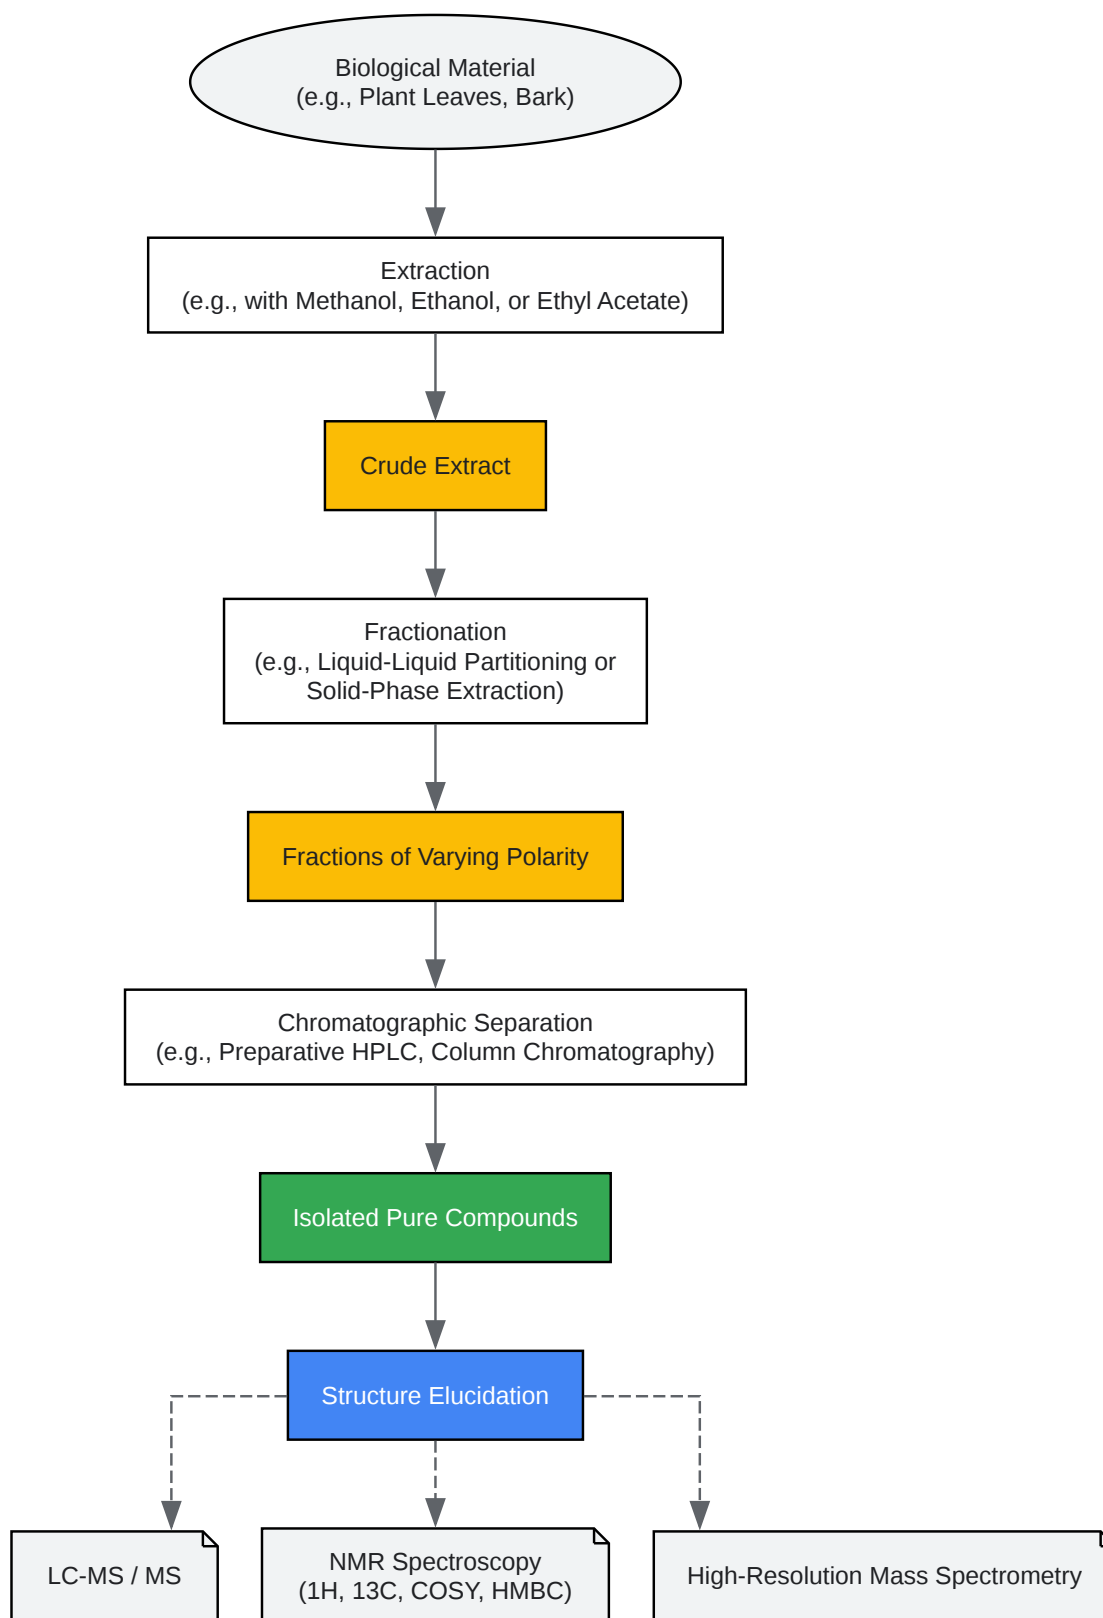 Biological Material
(e.g., Plant Leaves, Bark)
Extraction
(e.g., with Methanol, Ethanol, or Ethyl Acetate)
Crude Extract
Fractionation
(e.g., Liquid-Liquid Partitioning or
Solid-Phase Extraction)
Fractions of Varying Polarity
Chromatographic Separation
(e.g., Preparative HPLC, Column Chromatography)
Isolated Pure Compounds
Structure Elucidation
LC-MS / MS
NMR Spectroscopy
(1H, 13C, COSY, HMBC)
High-Resolution Mass Spectrometry